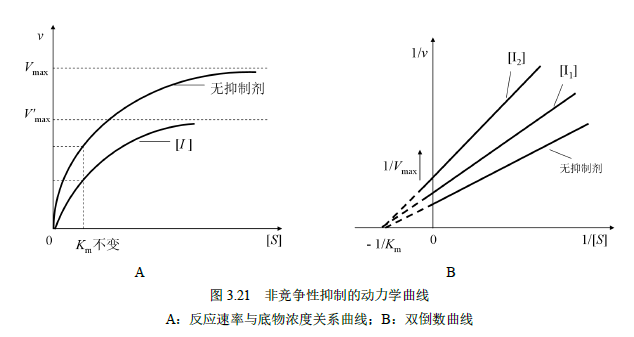 v
Vmax
无抑制剂
V'max
[I]
0
Km不变
[S]
A
1/v
[I2]
[I1]
1/Vmax
无抑制剂
- 1/Km
0
1/[S]
B
图 3.21 非竞争性抑制的动力学曲线
A：反应速率与底物浓度关系曲线；B：双倒数曲线